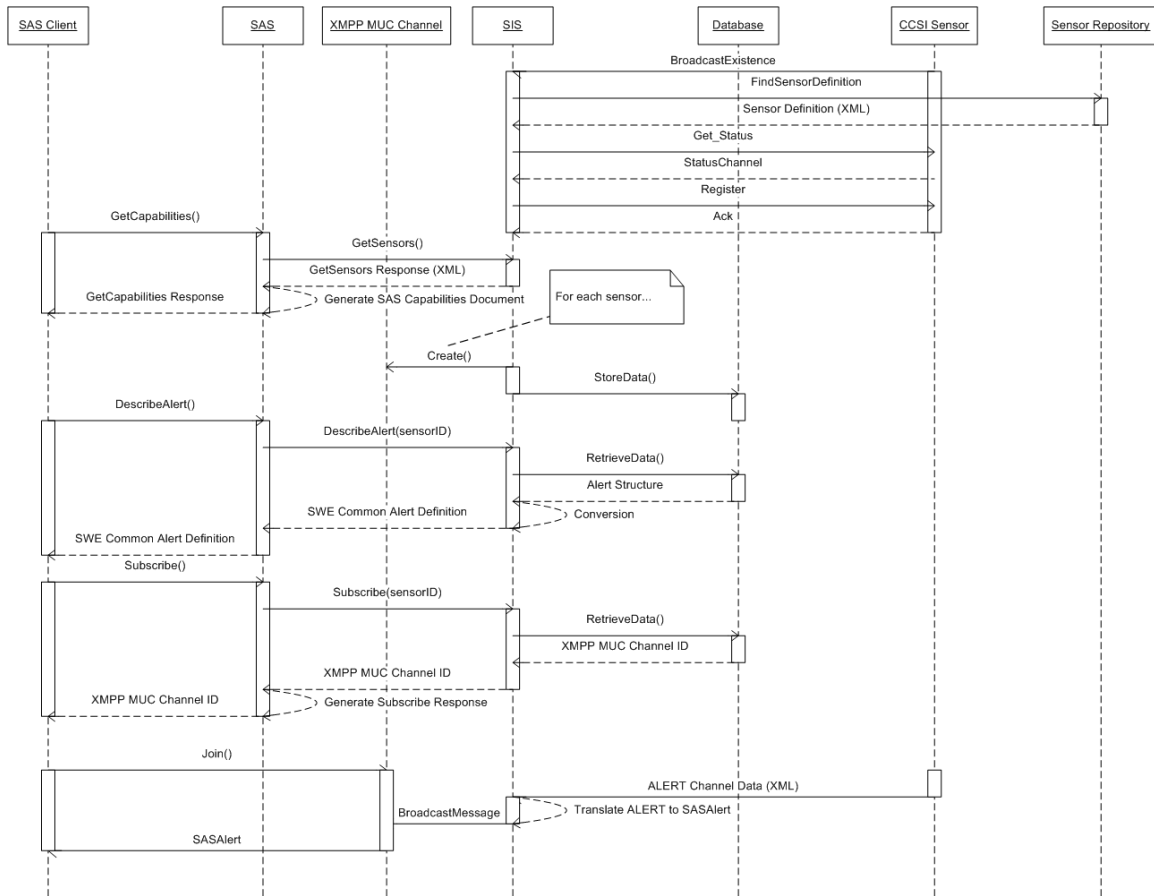 SAS Client
SAS
XMPP MUC Channel
SIS
Database
CCSI Sensor
Sensor Repository
BroadcastExistence
FindSensorDefinition
Sensor Definition (XML)
Get_Status
StatusChannel
Register
GetCapabilities()
Ack
GetSensors()
GetSensors Response (XML)
GetCapabilities Response
Generate SAS Capabilities Document
For each sensor...
Create()
StoreData()
DescribeAlert()
DescribeAlert(sensorID)
RetrieveData()
Alert Structure
SWE Common Alert Definition
Conversion
SWE Common Alert Definition
Subscribe()
Subscribe(sensorID)
RetrieveData()
XMPP MUC Channel ID
XMPP MUC Channel ID
XMPP MUC Channel ID
Generate Subscribe Response
Join()
ALERT Channel Data (XML)
BroadcastMessage
Translate ALERT to SASAlert
SASAlert